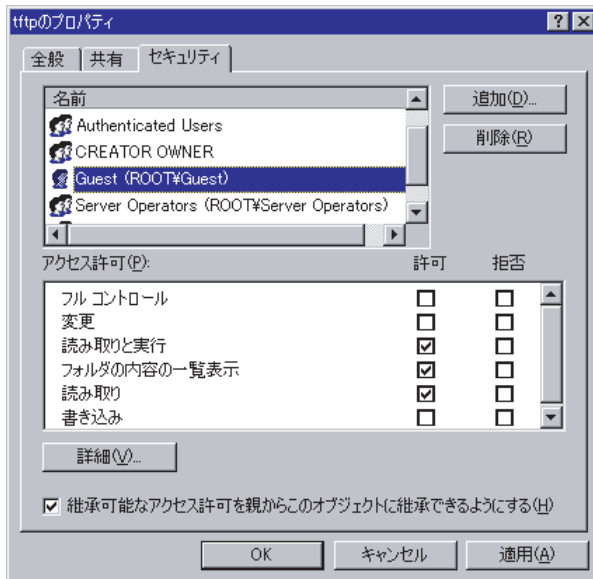 tftpのプロパティ
全般 共有 セキュリティ
名前
Authenticated Users
CREATOR OWNER
Guest (ROOT¥Guest)
Server Operators (ROOT¥Server Operators)
追加(D)...
削除(R)
アクセス許可(P): 許可 拒否
フル コントロール
変更
読み取りと実行
フォルダの内容の一覧表示
読み取り
書き込み
詳細(V)...
継承可能なアクセス許可を親からこのオブジェクトに継承できるようにする(H)
OK キャンセル 適用(A)